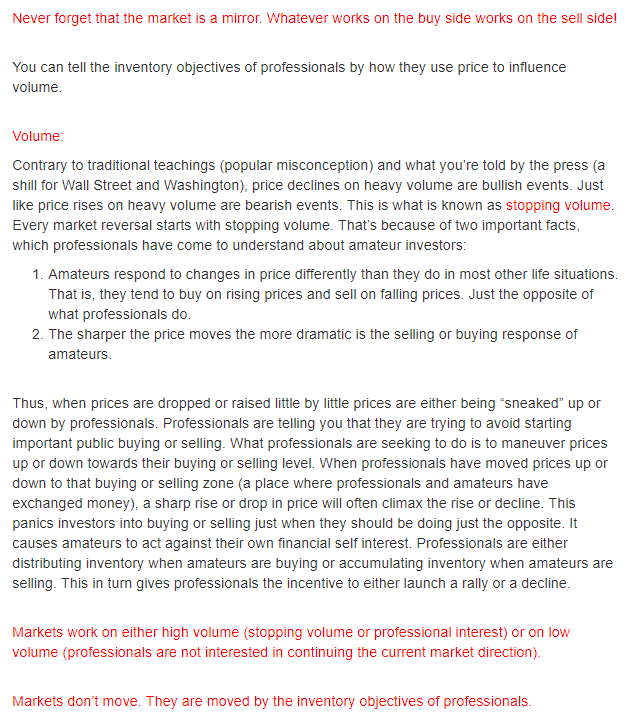 Never forget that the market is a mirror. Whatever works on the buy side works on the sell side!
You can tell the inventory objectives of professionals by how they use price to influence
volume.
Volume:
Contrary to traditional teachings (popular misconception) and what you're told by the press (a
shill for Wall Street and Washington), price declines on heavy volume are bullish events. Just
like price rises on heavy volume are bearish events. This is what is known as stopping volume.
Every market reversal starts with stopping volume. That's because of two important facts,
which professionals have come to understand about amateur investors:
1. Amateurs respond to changes in price differently than they do in most other life situations.
That is, they tend to buy on rising prices and sell on falling prices. Just the opposite of
what professionals do.
2. The sharper the price moves the more dramatic is the selling or buying response of
amateurs.
Thus, when prices are dropped or raised little by little prices are either being “sneaked” up or
down by professionals. Professionals are telling you that they are trying to avoid starting
important public buying or selling. What professionals are seeking to do is to maneuver prices
up or down towards their buying or selling level. When professionals have moved prices up or
down to that buying or selling zone (a place where professionals and amateurs have
exchanged money), a sharp rise or drop in price will often climax the rise or decline. This
panics investors into buying or selling just when they should be doing just the opposite. It
causes amateurs to act against their own financial self interest. Professionals are either
distributing inventory when amateurs are buying or accumulating inventory when amateurs are
selling. This in turn gives professionals the incentive to either launch a rally or a decline.
Markets work on either high volume (stopping volume or professional interest) or on low
volume (professionals are not interested in continuing the current market direction).
Markets don't move. They are moved by the inventory objectives of professionals.